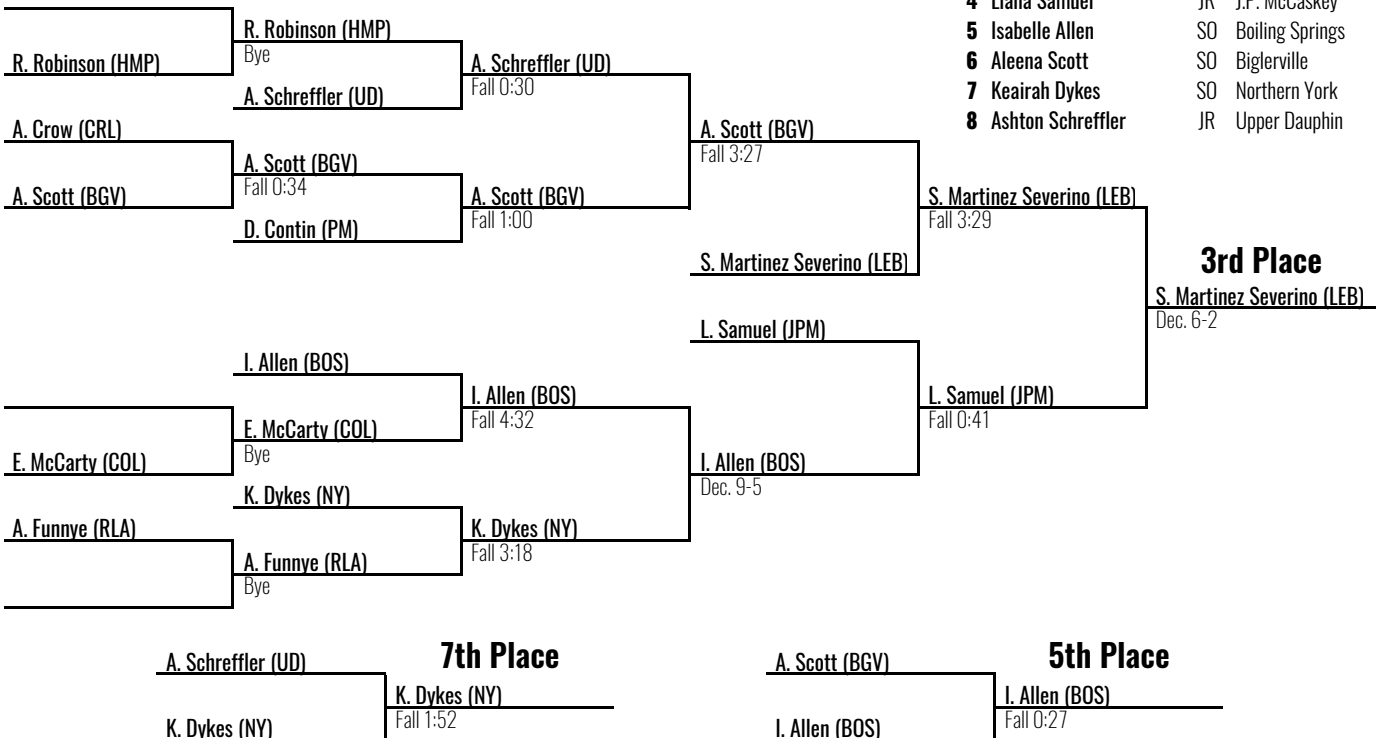 4 Liana Samuel JR J.P. McCaskey
5 Isabelle Allen SO Boiling Springs
6 Aleena Scott SO Biglerville
7 Keairah Dykes SO Northern York
8 Ashton Schreffler JR Upper Dauphin
R. Robinson (HMP)
Bye
R. Robinson (HMP)
A. Schreffler (UD)
Fall 0:30
A. Schreffler (UD)
A. Crow (CRL)
A. Scott (BGV)
Fall 3:27
A. Scott (BGV)
Fall 0:34
A. Scott (BGV)
A. Scott (BGV)
Fall 1:00
S. Martinez Severino (LEB)
Fall 3:29
D. Contin (PM)
S. Martinez Severino (LEB)
3rd Place
S. Martinez Severino (LEB)
Dec. 6-2
L. Samuel (JPM)
I. Allen (BOS)
I. Allen (BOS)
Fall 4:32
L. Samuel (JPM)
Fall 0:41
E. McCarty (COL)
Bye
E. McCarty (COL)
I. Allen (BOS)
Dec. 9-5
K. Dykes (NY)
A. Funnye (RLA)
K. Dykes (NY)
Fall 3:18
A. Funnye (RLA)
Bye
7th Place
A. Schreffler (UD)
K. Dykes (NY)
Fall 1:52
K. Dykes (NY)
5th Place
A. Scott (BGV)
I. Allen (BOS)
Fall 0:27
I. Allen (BOS)